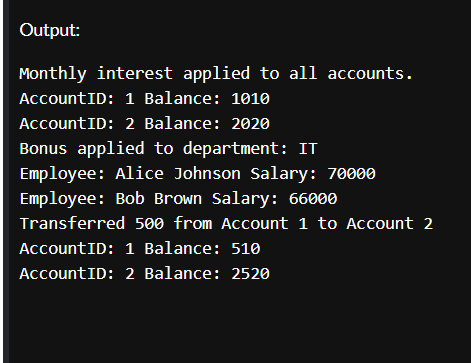 Output:
Monthly interest applied to all accounts.
AccountID: 1 Balance: 1010
AccountID: 2 Balance: 2020
Bonus applied to department: IT
Employee: Alice Johnson Salary: 70000
Employee: Bob Brown Salary: 66000
Transferred 500 from Account 1 to Account 2
AccountID: 1 Balance: 510
AccountID: 2 Balance: 2520